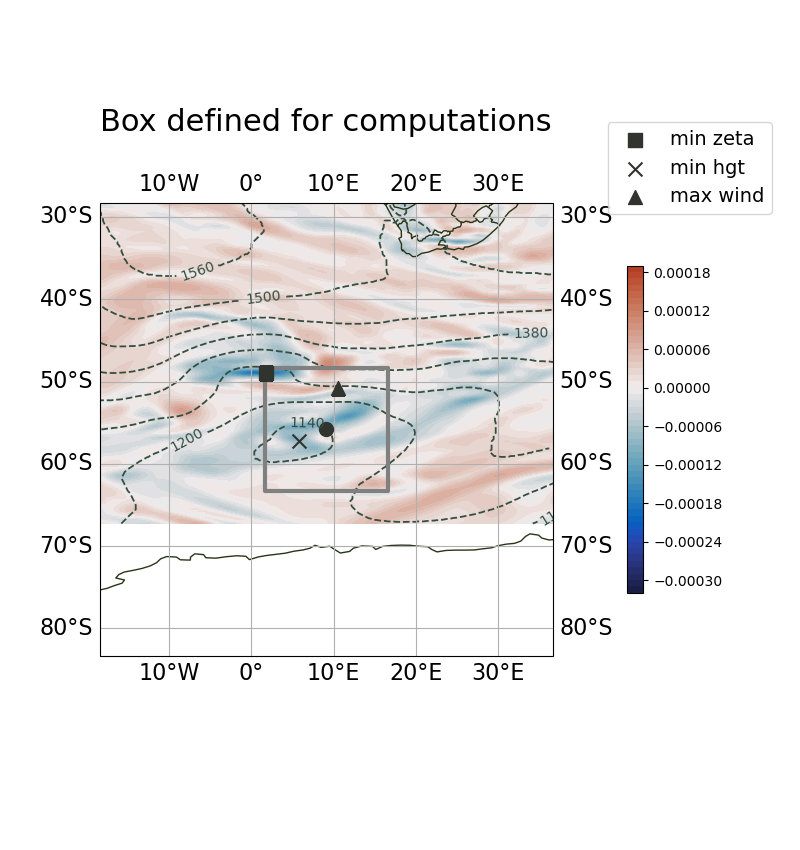 Box defined for computations
min zeta
min hgt
max wind
10°W 0° 10°E 20°E 30°E
30°S 30°S
40°S 40°S
50°S 50°S
60°S 60°S
70°S 70°S
80°S 80°S
10°W 0° 10°E 20°E 30°E
1560
1500
1380
1140
1200
0.00018
0.00012
0.00006
0.00000
−0.00006
−0.00012
−0.00018
−0.00024
−0.00030